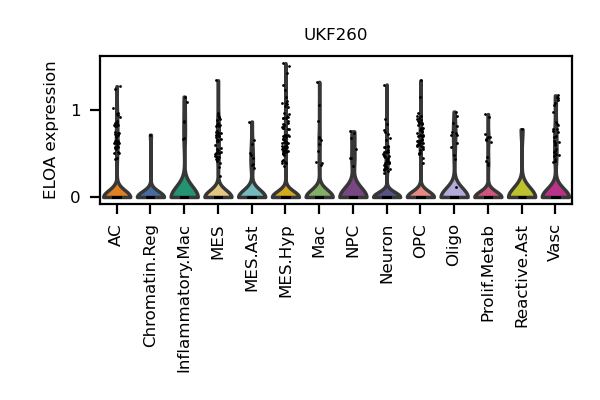 UKF260
ELOA expression
1
0
AC
Chromatin.Reg
Inflammatory.Mac
MES
MES.Ast
MES.Hyp
Mac
NPC
Neuron
OPC
Oligo
Prolif.Metab
Reactive.Ast
Vasc